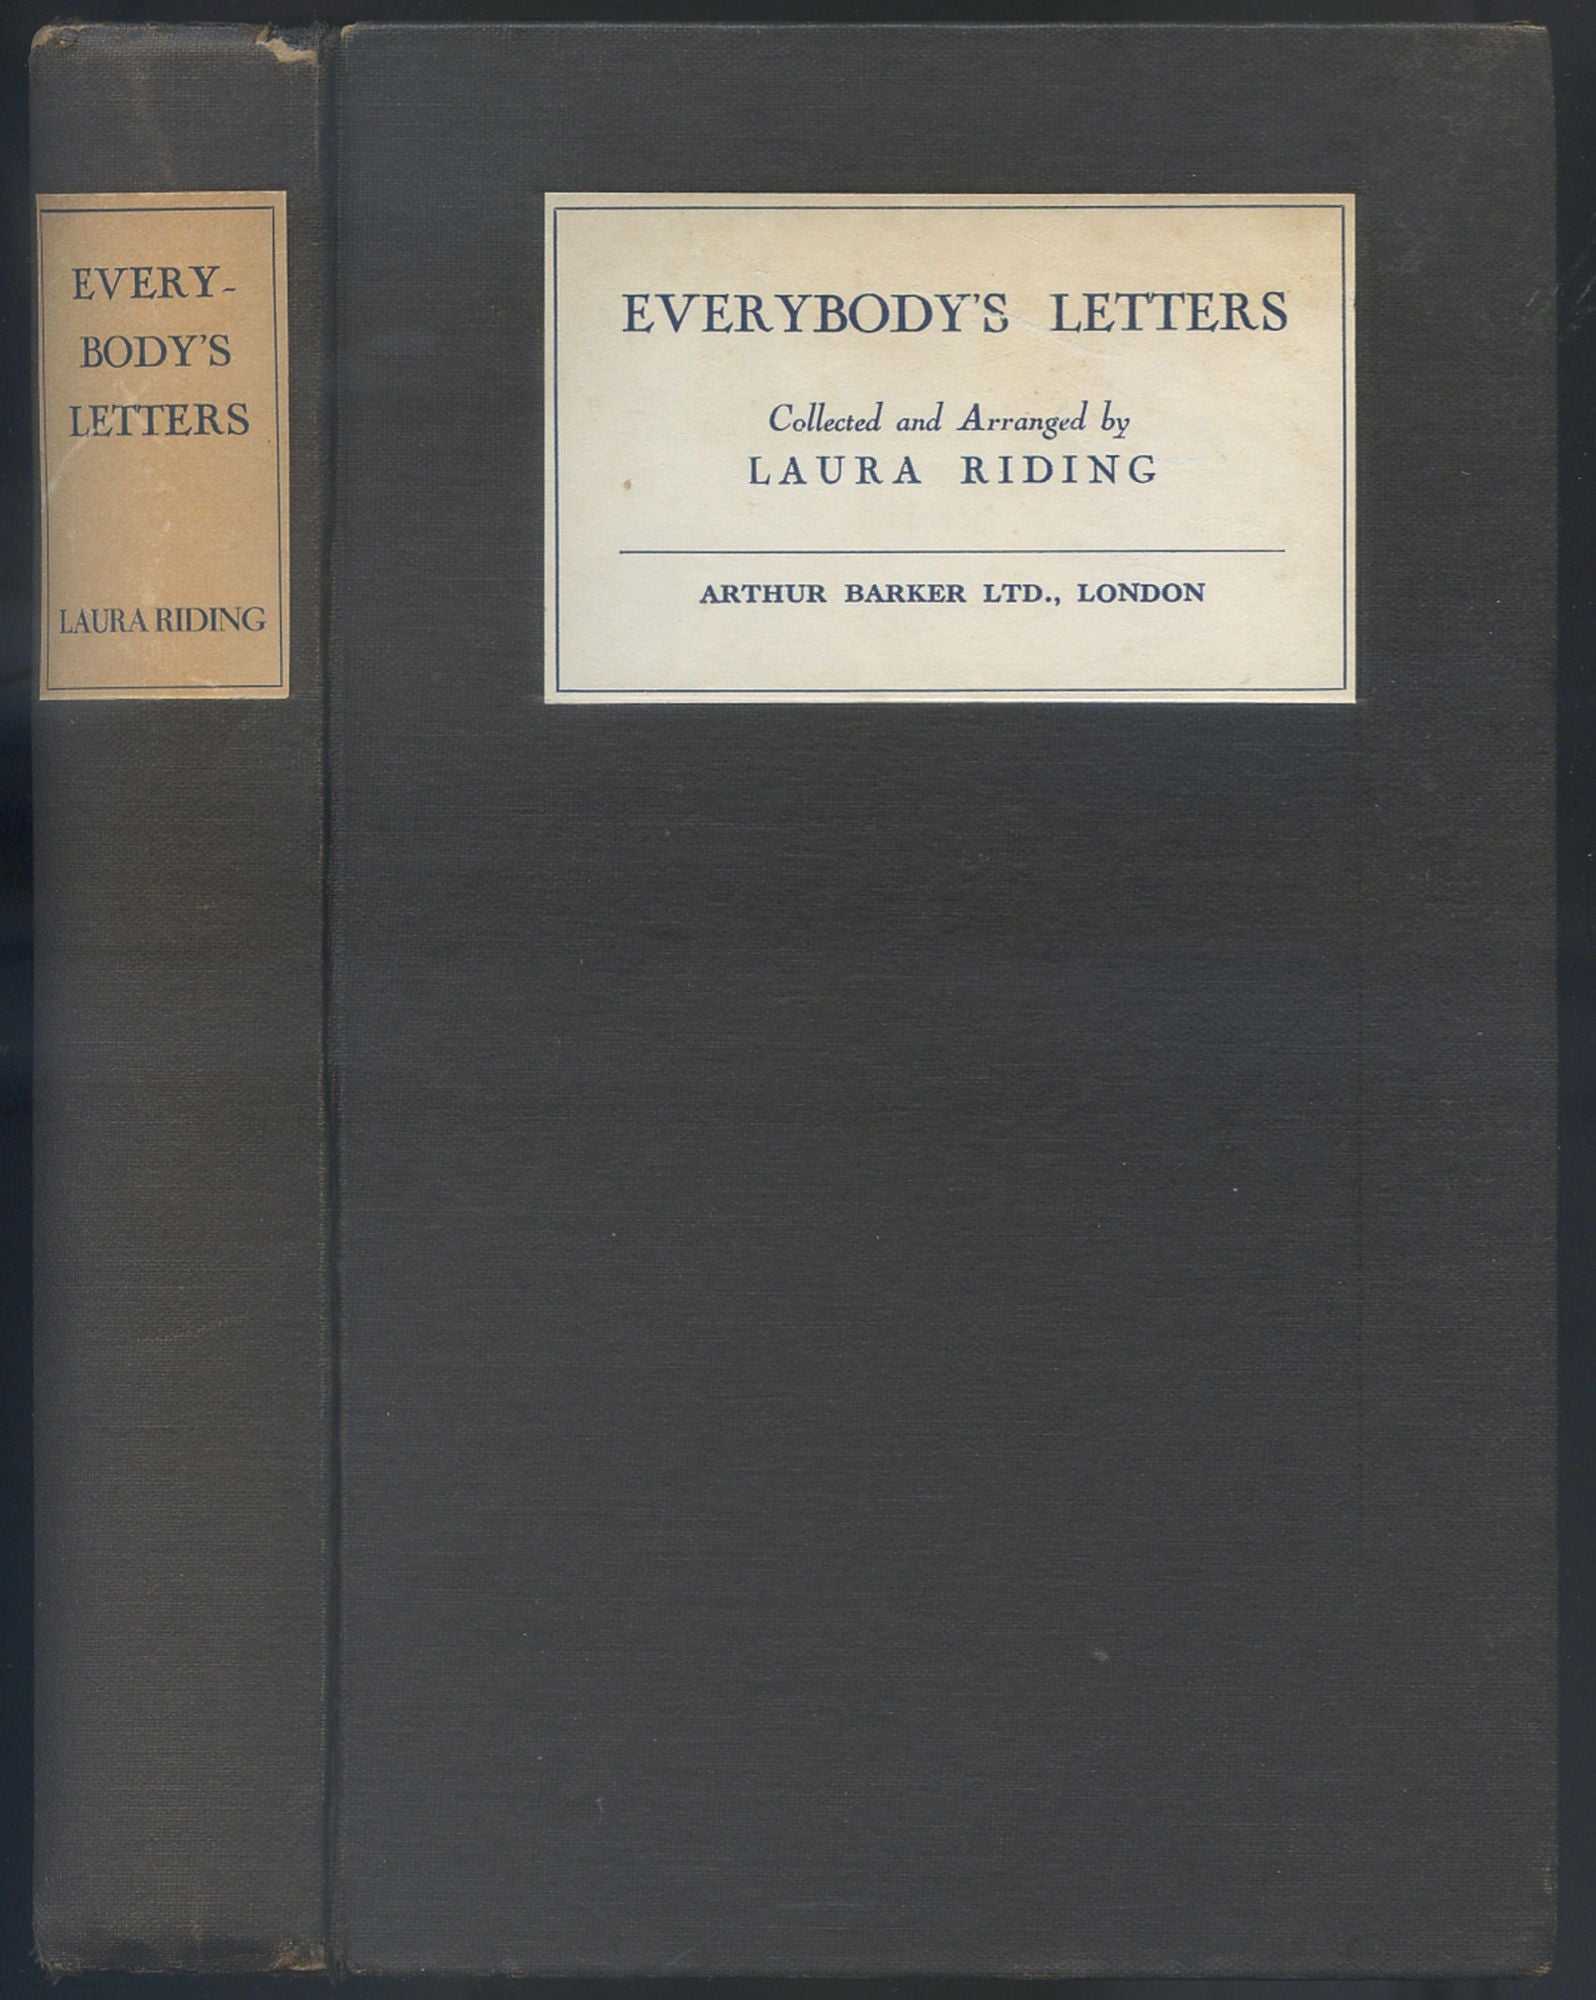 EVERY-
BODY'S
LETTERS
LAURA RIDING
EVERYBODY'S LETTERS
Collected and Arranged by
LAURA RIDING
ARTHUR BARKER LTD., LONDON